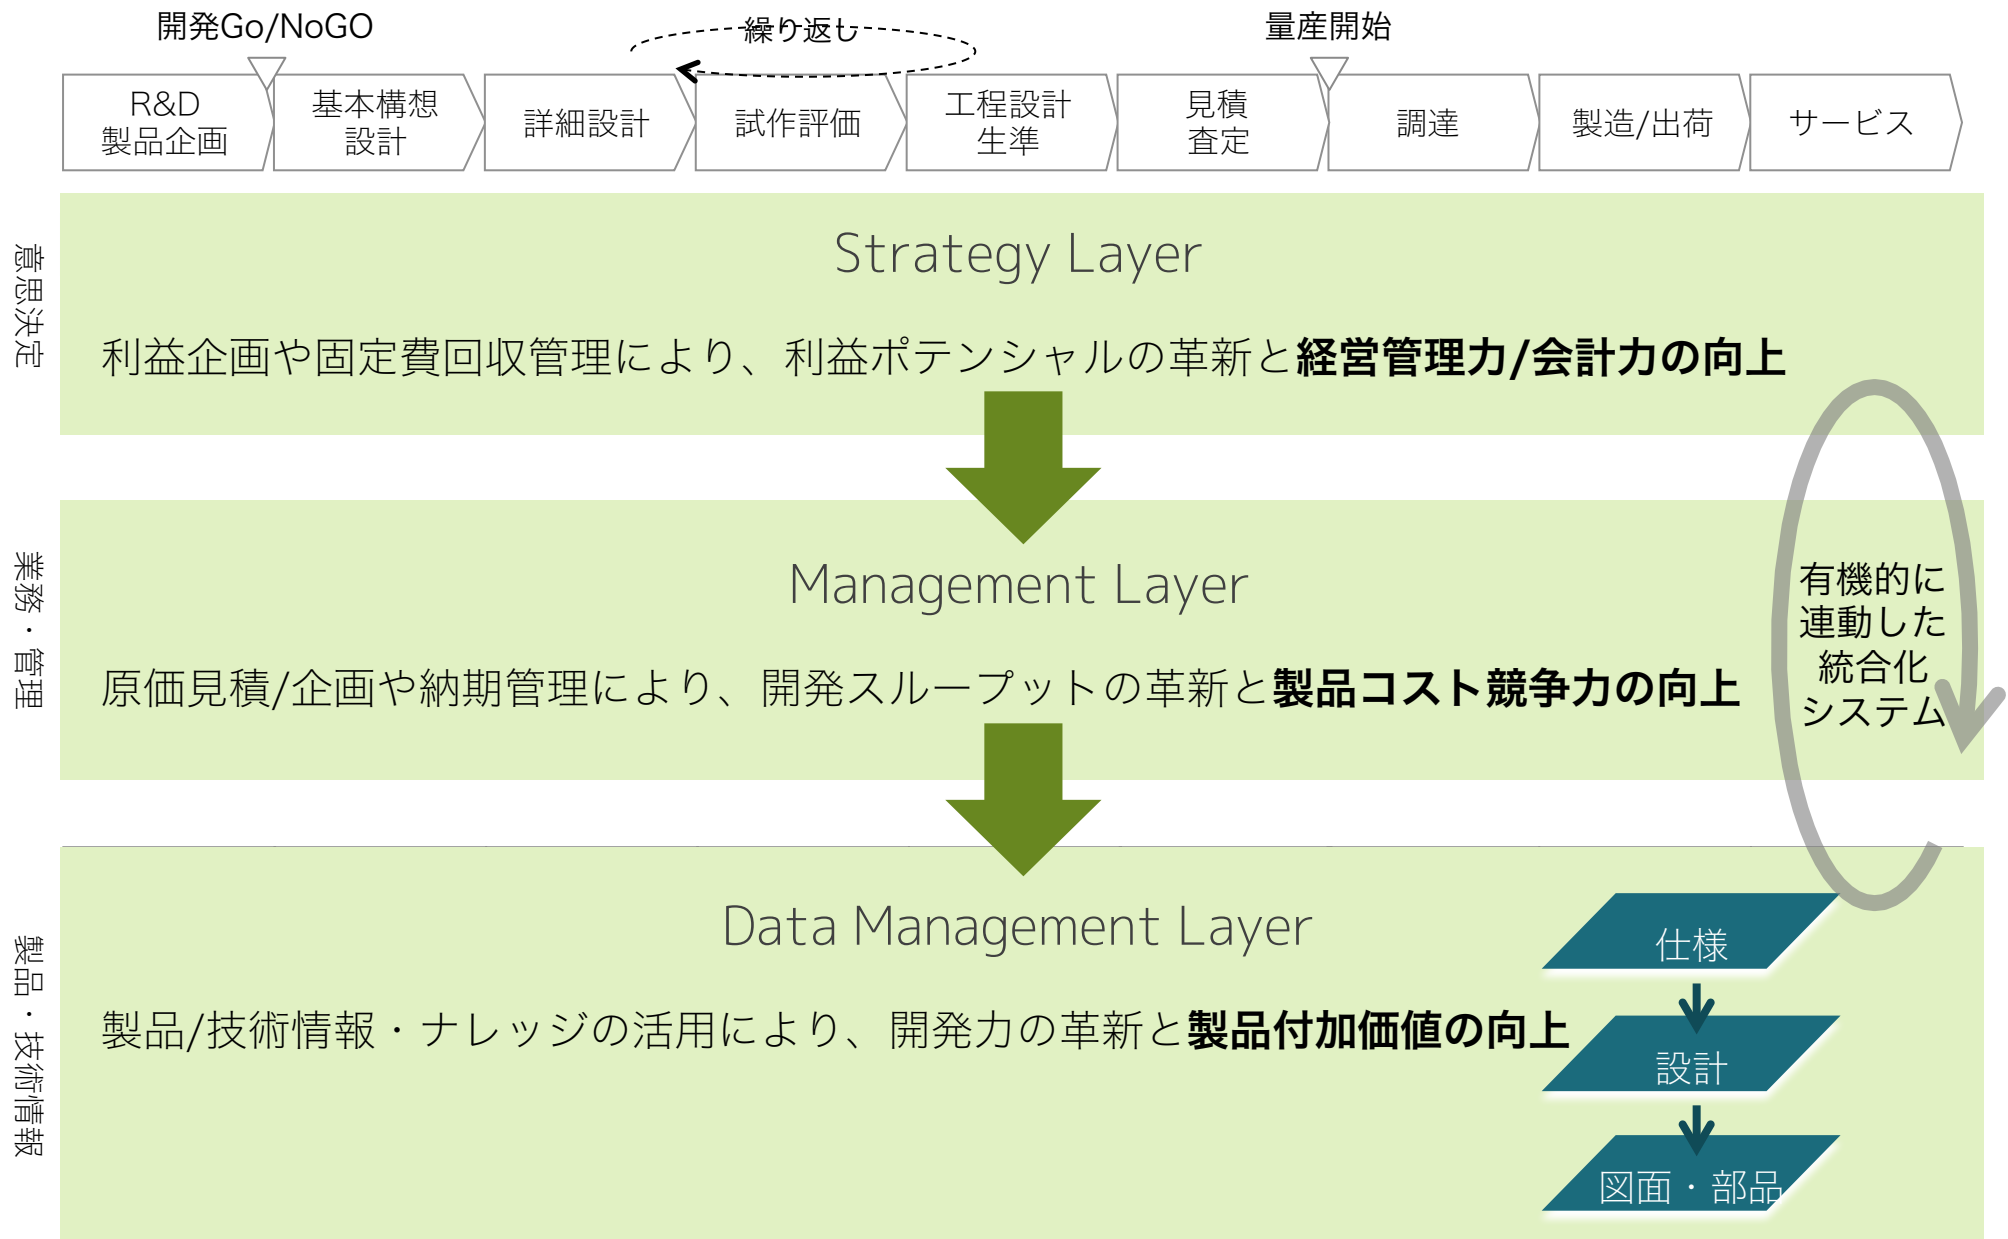 開発Go/NoGO
繰り返し
量産開始
R&D
製品企画
基本構想
設計
詳細設計
試作評価
工程設計
生準
見積
査定
調達
製造/出荷
サービス
意思決定
Strategy Layer
利益企画や固定費回収管理により、利益ポテンシャルの革新と経営管理力/会計力の向上
業務・管理
Management Layer
原価見積/企画や納期管理により、開発スループットの革新と製品コスト競争力の向上
有機的に
連動した
統合化
システム
製品・技術情報
Data Management Layer
製品/技術情報・ナレッジの活用により、開発力の革新と製品付加価値の向上
仕様
設計
図面・部品